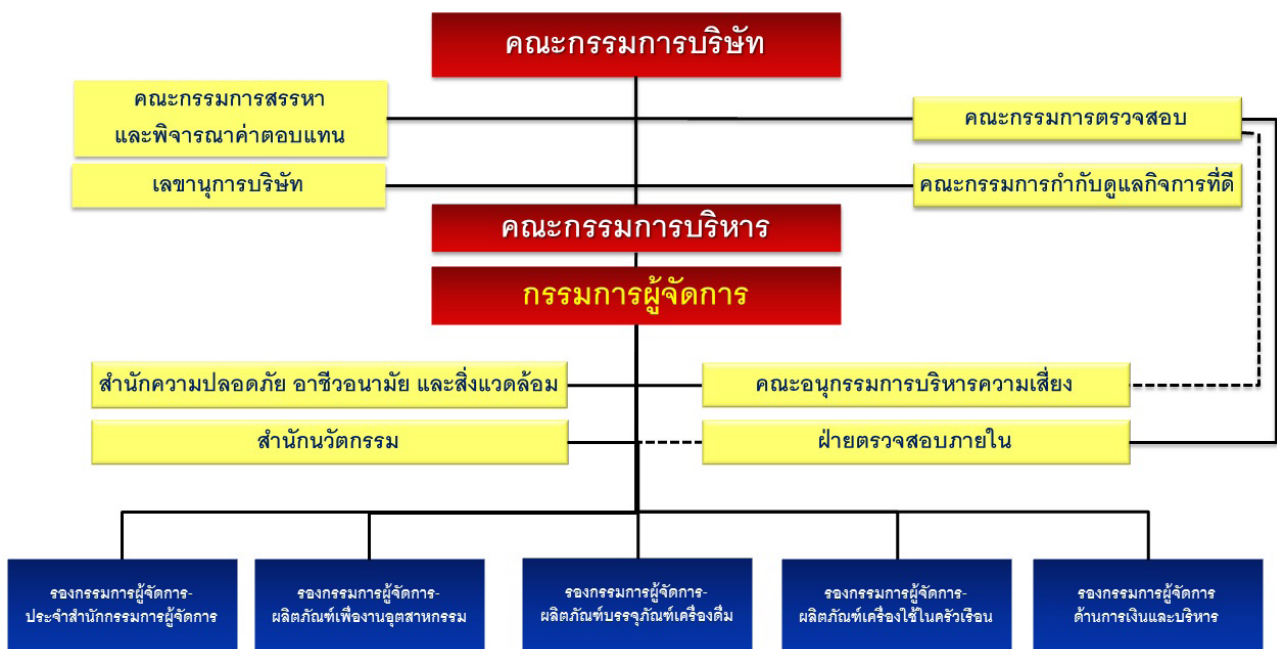 คณะกรรมการบริษัท
คณะกรรมการสรรหา
และพิจารณาค่าตอบแทน
คณะกรรมการตรวจสอบ
เลขานุการบริษัท
คณะกรรมการกำกับดูแลกิจการที่ดี
คณะกรรมการบริหาร
กรรมการผู้จัดการ
สำนักความปลอดภัย อาชีวอนามัย และสิ่งแวดล้อม
คณะอนุกรรมการบริหารความเสี่ยง
สำนักนวัตกรรม
ฝ่ายตรวจสอบภายใน
รองกรรมการผู้จัดการ-
ประจำสำนักกรรมการผู้จัดการ
รองกรรมการผู้จัดการ-
ผลิตภัณฑ์เพื่องานอุตสาหกรรม
รองกรรมการผู้จัดการ-
ผลิตภัณฑ์บรรจุภัณฑ์เครื่องดื่ม
รองกรรมการผู้จัดการ-
ผลิตภัณฑ์เครื่องใช้ในครัวเรือน
รองกรรมการผู้จัดการ
ด้านการเงินและบริหาร